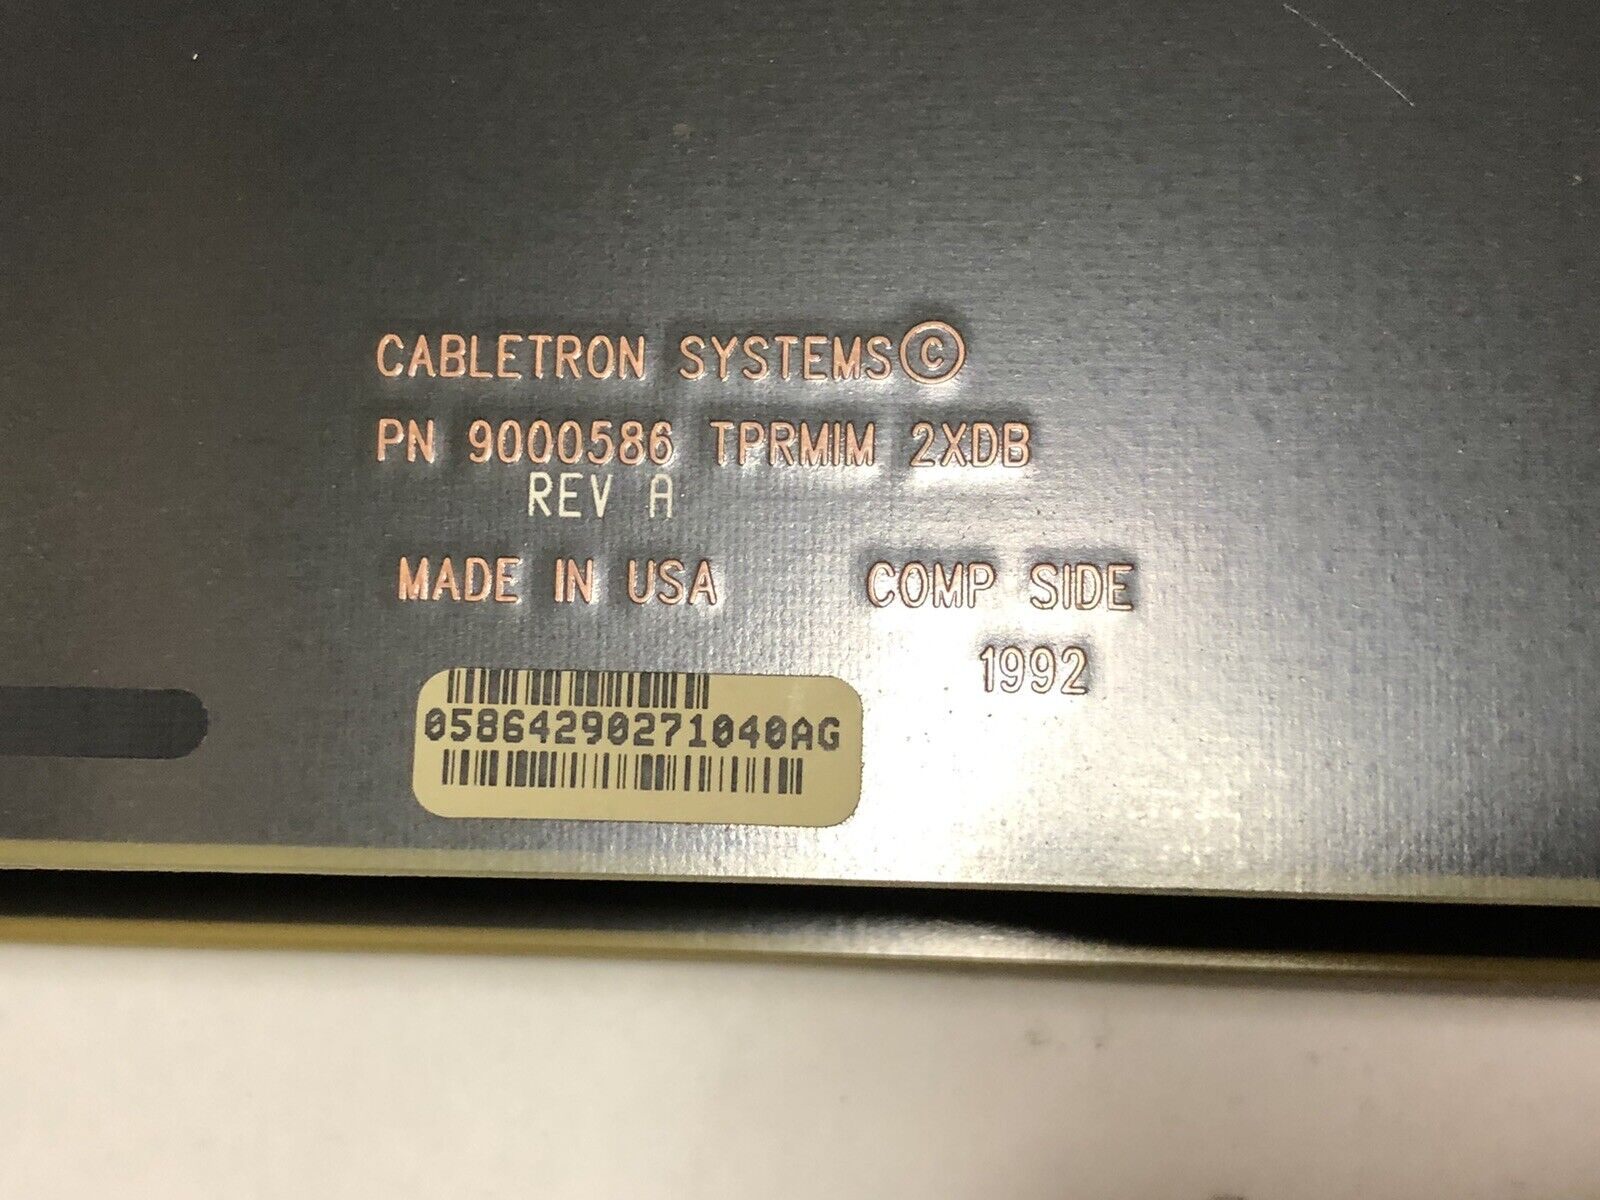 CABLETRON SYSTEMS©
PN 9000586 TPRMIM 2XDB
REV A
MADE IN USA COMP SIDE
1992
05864290271040AG